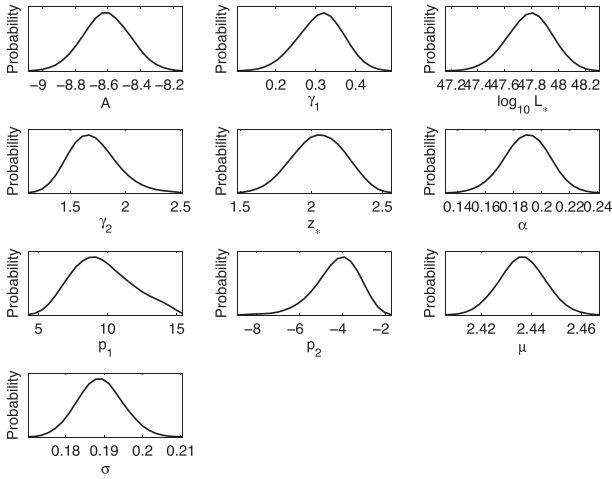 Probability
−9 −8.8 −8.6 −8.4 −8.2
A
Probability
0.2 0.3 0.4
γ1
Probability
47.2 47.4 47.6 47.8 48 48.2
log10 L*
Probability
1.5 2 2.5
γ2
Probability
1.5 2 2.5
z*
Probability
0.14 0.16 0.18 0.2 0.22 0.24
α
Probability
5 10 15
p1
Probability
−8 −6 −4 −2
p2
Probability
2.42 2.44 2.46
μ
Probability
0.18 0.19 0.2 0.21
σ